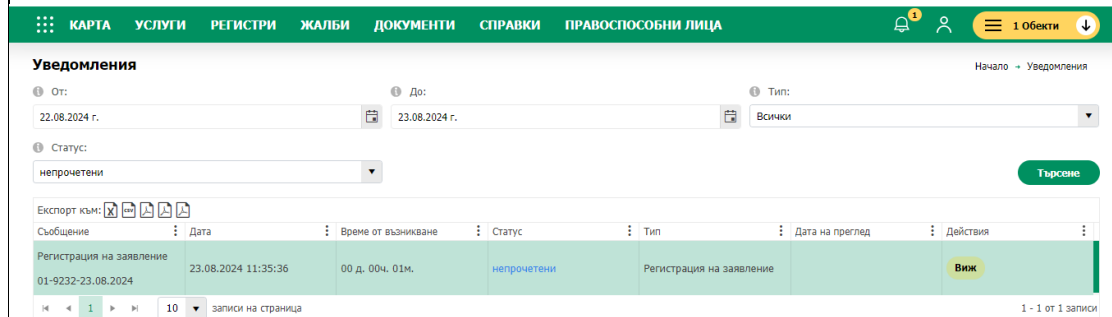 КАРТА УСЛУГИ РЕГИСТРИ ЖАЛБИ ДОКУМЕНТИ СПРАВКИ ПРАВОСПОСОБНИ ЛИЦА 1 1 Обекти
Уведомления Начало → Уведомления
От: До: Тип:
22.08.2024 г. 23.08.2024 г. Всички
Статус:
непрочетени Търсене
Експорт към: X CSV
Съобщение Дата Време от възникване Статус Тип Дата на преглед Действия
Регистрация на заявление
01-9232-23.08.2024 23.08.2024 11:35:36 00 д. 00ч. 01м. непрочетени Регистрация на заявление Виж
1 10 записи на страница 1 - 1 от 1 записи